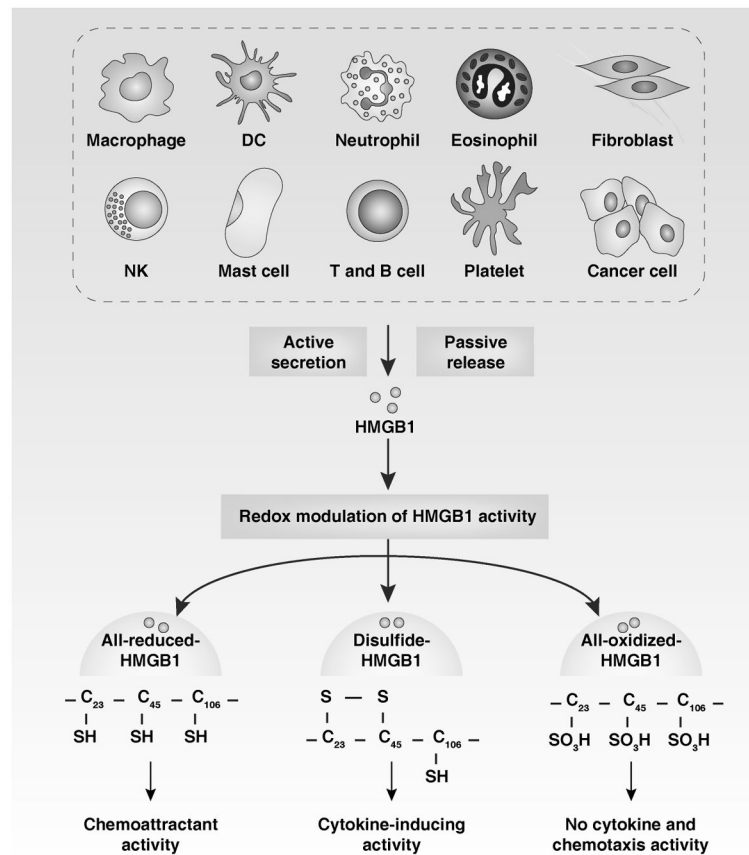 Macrophage DC Neutrophil Eosinophil Fibroblast
NK Mast cell T and B cell Platelet Cancer cell
Active secretion
Passive release
HMGB1
Redox modulation of HMGB1 activity
All-reduced-
HMGB1
– C23 – C45 – C106 –
SH SH SH
Chemoattractant
activity
Disulfide-
HMGB1
S — S
– C23 – C45 – C106 –
SH
Cytokine-inducing
activity
All-oxidized-
HMGB1
– C23 – C45 – C106 –
SO3H SO3H SO3H
No cytokine and
chemotaxis activity